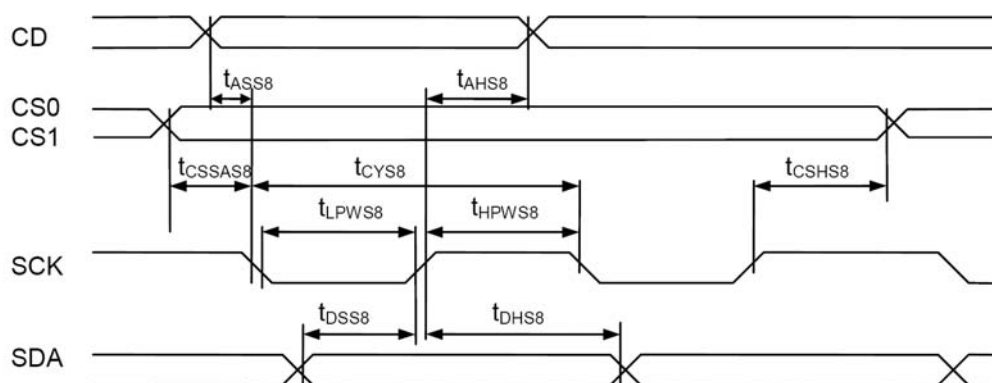 CD
tASS8
tAHS8
CS0
CS1
tCSSAS8
tCYS8
tCSHS8
tLPWS8
tHPWS8
SCK
tDSS8
tDHS8
SDA